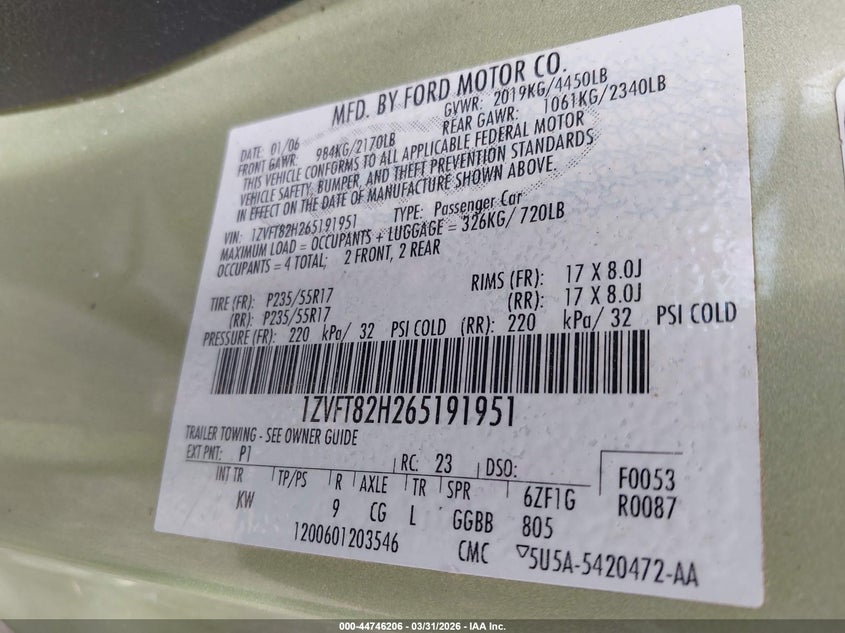 MFD. BY FORD MOTOR CO.
DATE: 01/06 GVWR: 2019KG/4450LB
FRONT GAWR: 984KG/2170LB REAR GAWR: 1061KG/2340LB
THIS VEHICLE CONFORMS TO ALL APPLICABLE FEDERAL MOTOR
VEHICLE SAFETY, BUMPER, AND THEFT PREVENTION STANDARDS
IN EFFECT ON THE DATE OF MANUFACTURE SHOWN ABOVE.
VIN: 1ZVFT82H265191951 TYPE: Passenger Car
MAXIMUM LOAD = OCCUPANTS + LUGGAGE = 326KG/ 720LB
OCCUPANTS = 4 TOTAL; 2 FRONT, 2 REAR
TIRE (FR): P235/55R17 RIMS (FR): 17 X 8.0J
(RR): P235/55R17 (RR): 17 X 8.0J
PRESSURE (FR): 220 kPa/ 32 PSI COLD (RR): 220 kPa/ 32 PSI COLD
1ZVFT82H265191951
TRAILER TOWING - SEE OWNER GUIDE
EXT PNT: P1 RC: 23 DSO: F0053
INT TR TP/PS R AXLE TR SPR 6ZF1G R0087
KW 9 CG L GGBB 805
1200601203546 CMC ▽5U5A-5420472-AA
000-44746206 - 03/31/2026 - IAA Inc.